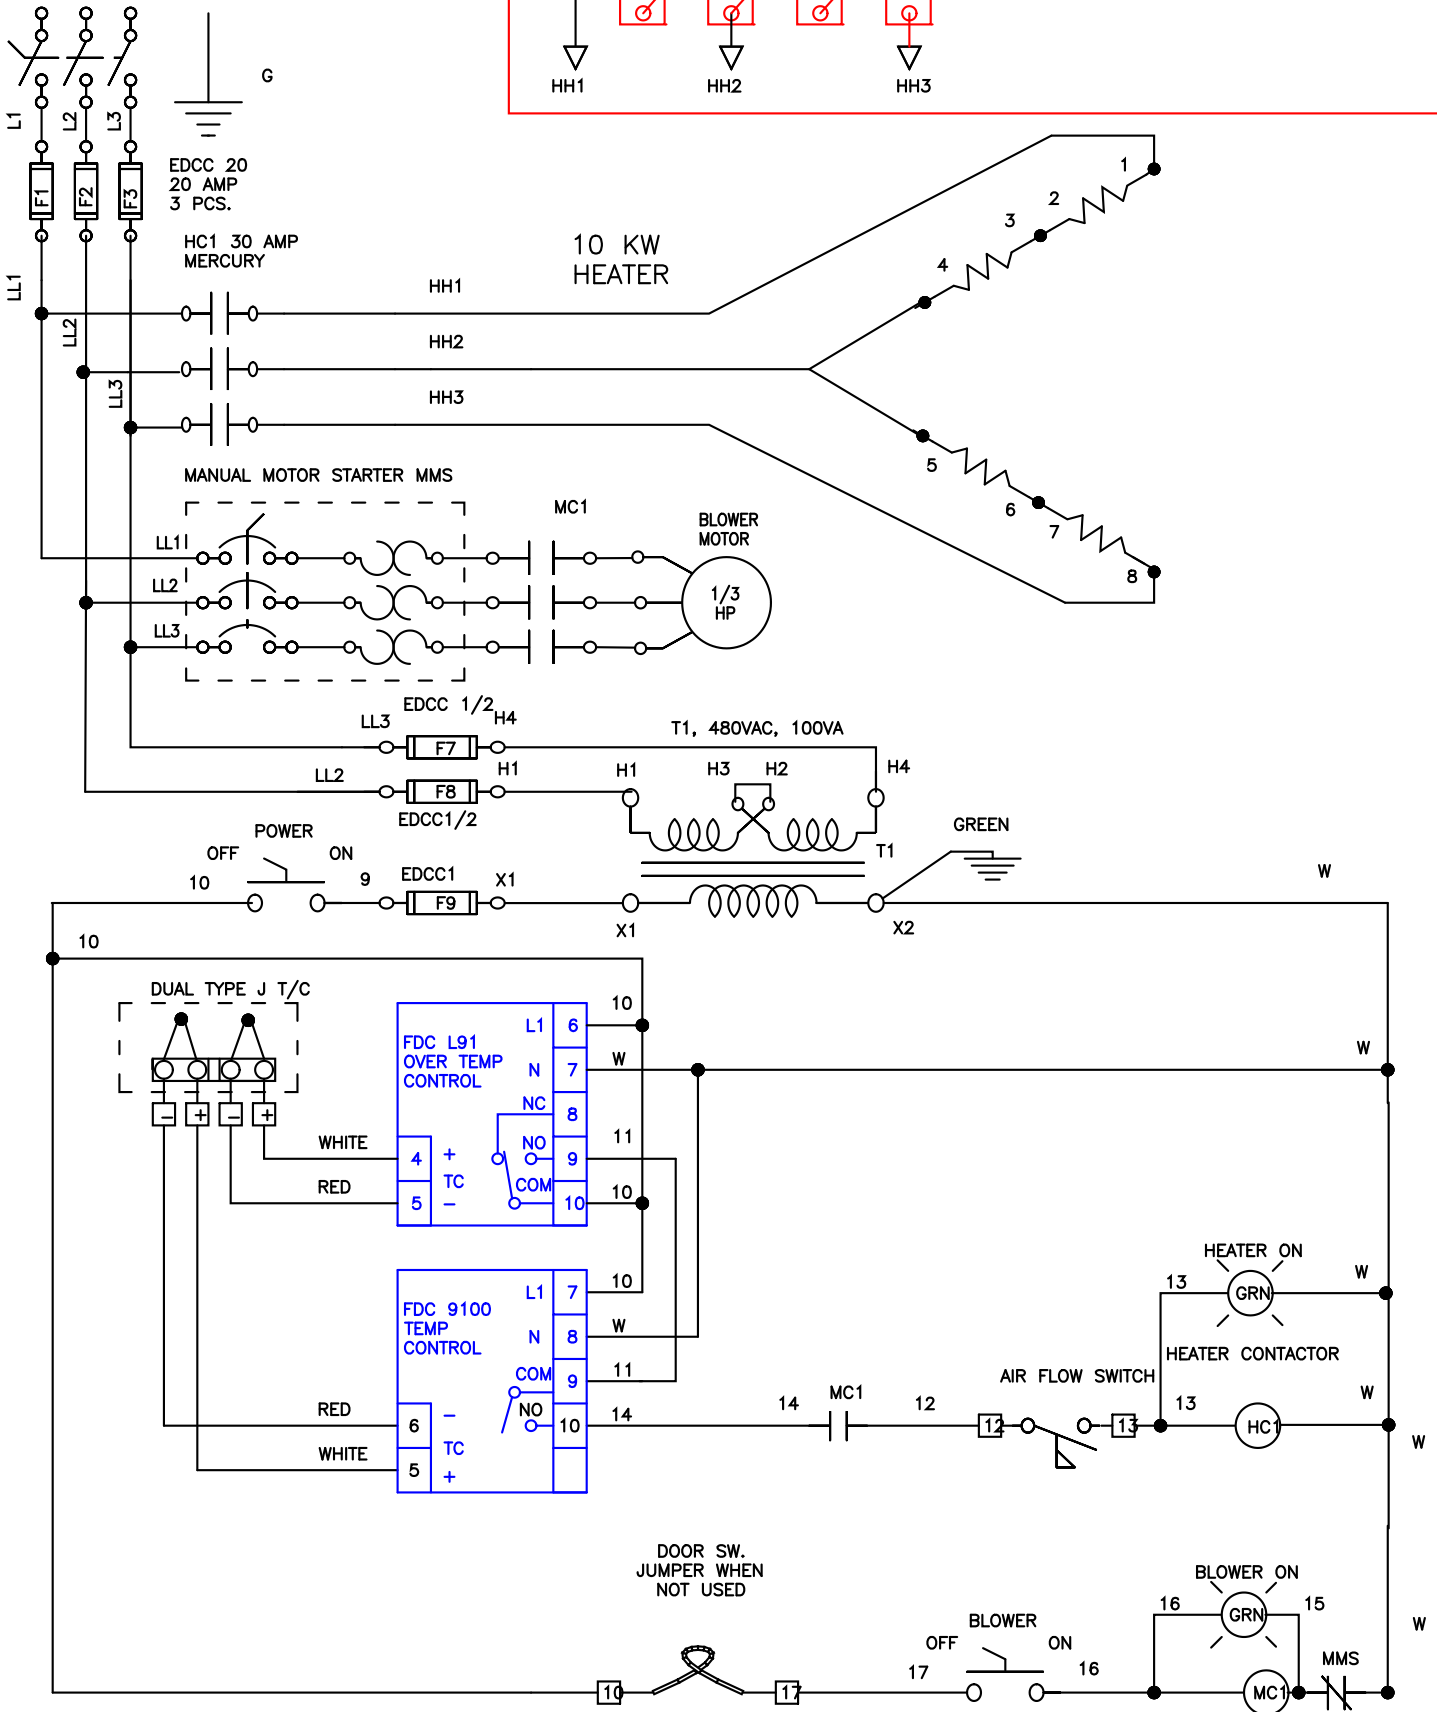 HH1
HH2
HH3
G
L1
L2
L3
F1
F2
F3
EDCC 20
20 AMP
3 PCS.
HC1 30 AMP
MERCURY
10 KW
HEATER
LL1
LL2
LL3
HH1
HH2
HH3
1
2
3
4
5
6
7
8
MANUAL MOTOR STARTER MMS
MC1
BLOWER
MOTOR
1/3
HP
LL1
LL2
LL3
EDCC 1/2
LL3
H4
F7
T1, 480VAC, 100VA
LL2
H1
F8
EDCC1/2
H1
H3
H2
H4
T1
GREEN
POWER
OFF
ON
10
9
EDCC1
X1
F9
X1
X2
W
10
DUAL TYPE J T/C
- + - +
WHITE
RED
FDC L91
OVER TEMP
CONTROL
L1 6 10
N 7 W
NC 8
NO 9 11
COM 10 10
4 +
TC
5 -
W
FDC 9100
TEMP
CONTROL
L1 7 10
N 8 W
COM 9 11
NO 10 14
RED
6 -
TC
WHITE
5 +
HEATER ON
13
GRN
W
HEATER CONTACTOR
AIR FLOW SWITCH
14
MC1
12
12
13
13
HC1
W
W
DOOR SW.
JUMPER WHEN
NOT USED
BLOWER ON
16
GRN
15
W
BLOWER
OFF
ON
10
17
17
16
MC1
MMS